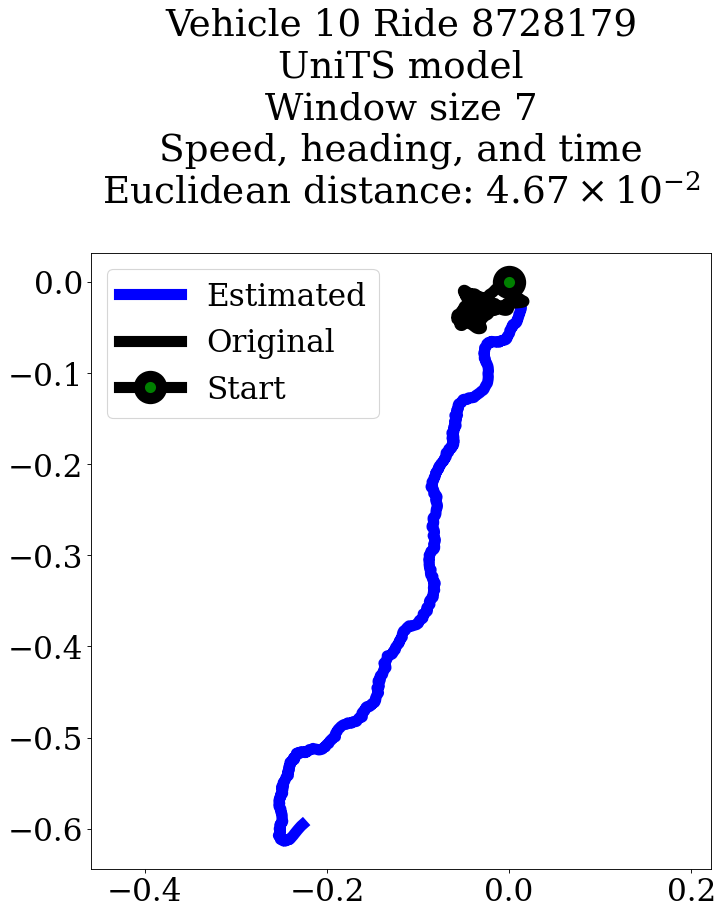 Vehicle 10 Ride 8728179
UniTS model
Window size 7
Speed, heading, and time
Euclidean distance: 4.67 × 10⁻²
Estimated
Original
Start
0.0
−0.1
−0.2
−0.3
−0.4
−0.5
−0.6
−0.4
−0.2
0.0
0.2